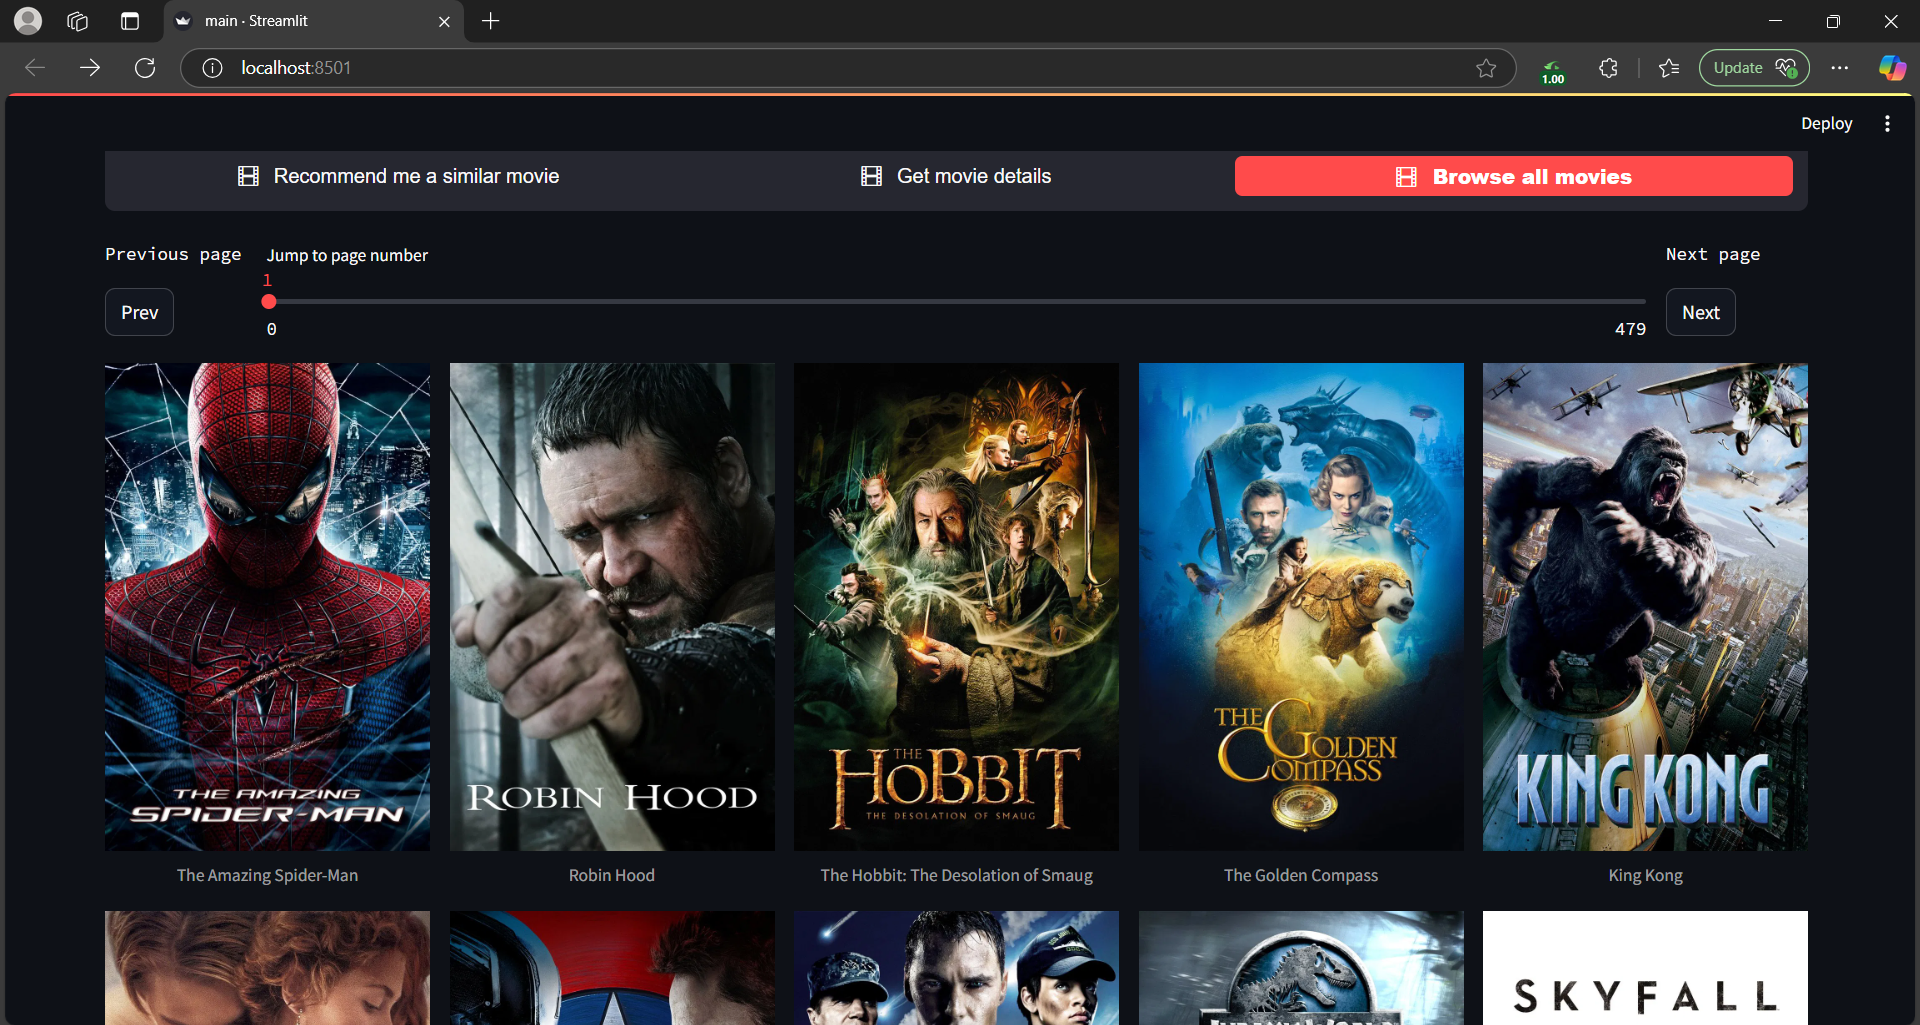 main · Streamlit
localhost:8501
1.00
Update
Deploy
Recommend me a similar movie
Get movie details
Browse all movies
Previous page
Jump to page number
Next page
1
Prev
Next
0
479
THE AMAZING
SPIDER-MAN
ROBIN HOOD
THE
HOBBIT
THE DESOLATION OF SMAUG
THE
GOLDEN
COMPASS
KING KONG
The Amazing Spider-Man
Robin Hood
The Hobbit: The Desolation of Smaug
The Golden Compass
King Kong
SKYFALL